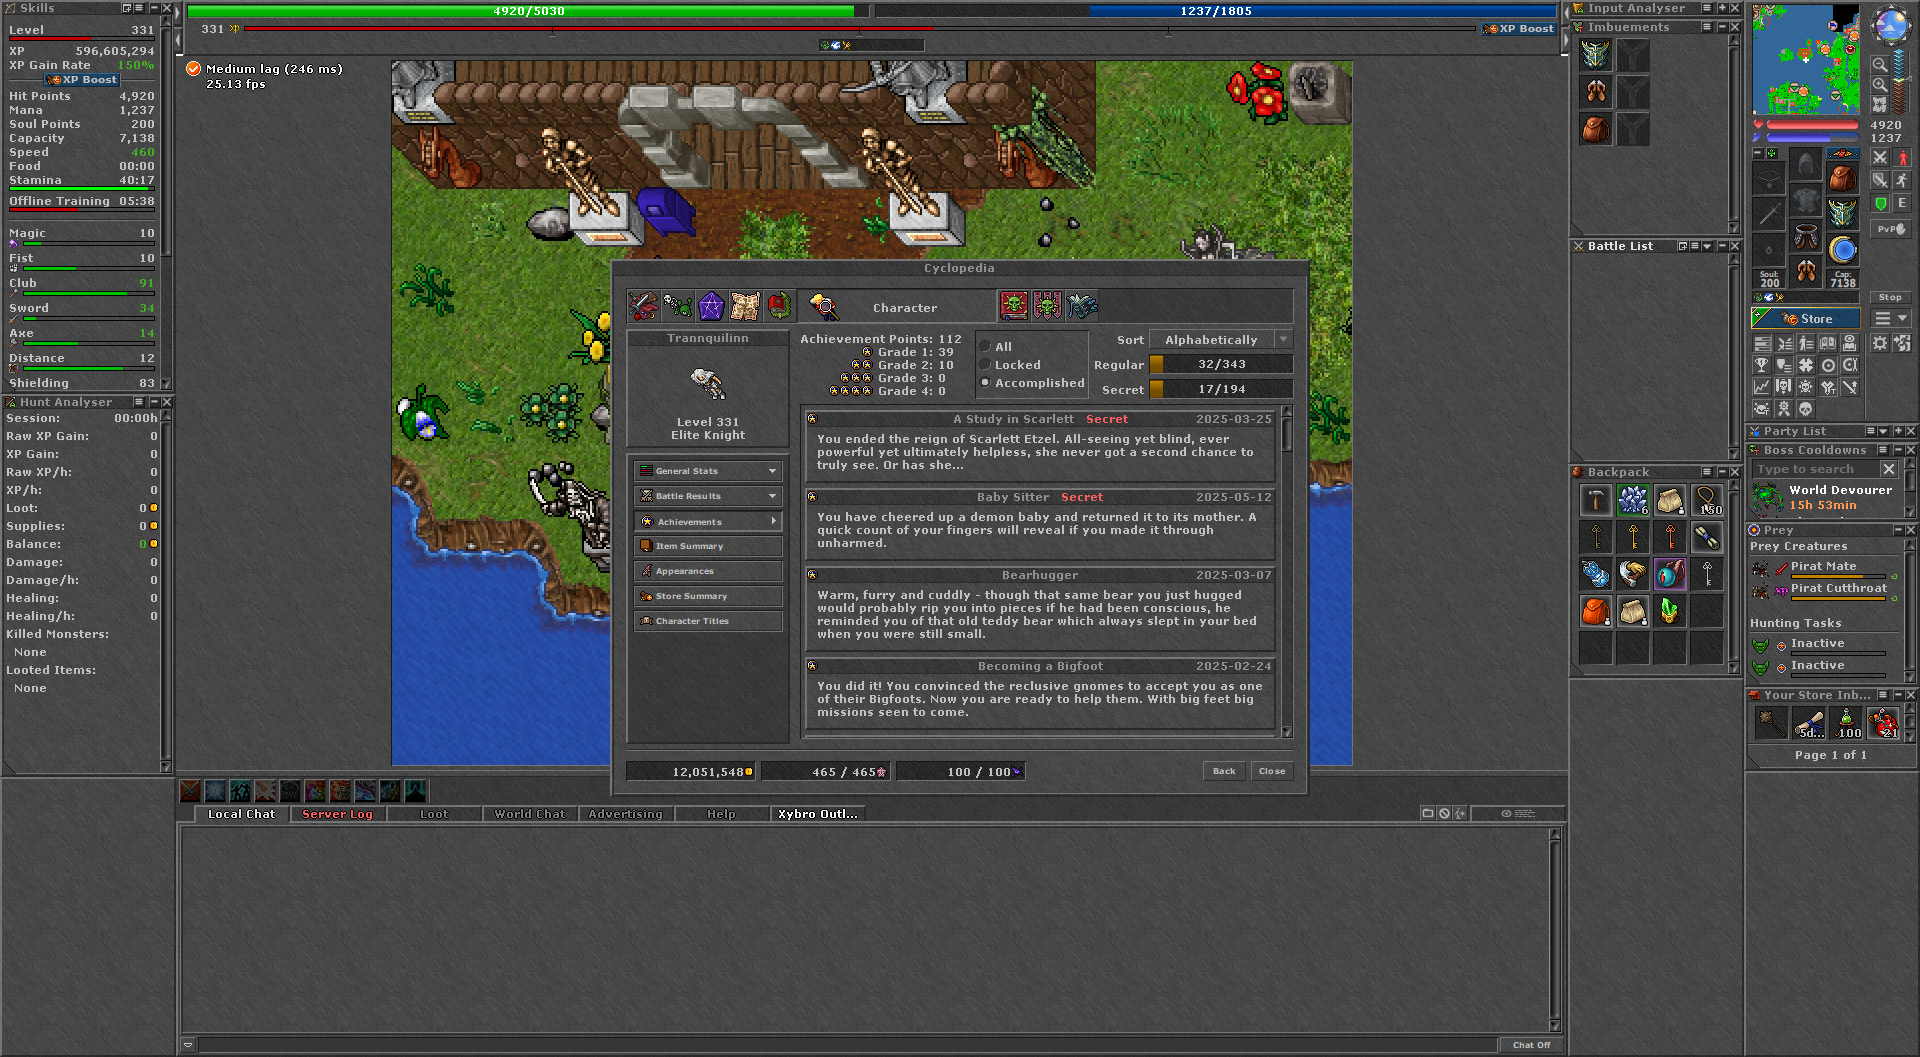 Skills
Level 331
XP 596,605,294
XP Gain Rate 150%
XP Boost
Hit Points 4,920
Mana 1,237
Soul Points 200
Capacity 7,138
Speed 460
Food 00:00
Stamina 40:17
Offline Training 05:38
Magic 10
Fist 10
Club 91
Sword 34
Axe 14
Distance 12
Shielding 83
Hunt Analyser
Session: 00:00h
Raw XP Gain: 0
XP Gain: 0
Raw XP/h: 0
XP/h: 0
Loot: 0
Supplies: 0
Balance: 0
Damage: 0
Damage/h: 0
Healing: 0
Healing/h: 0
Killed Monsters:
None
Looted Items:
None
4920/5030
1237/1805
331 XP
XP Boost
Medium lag (246 ms)
25.13 fps
Cyclopedia
Character
Trannquilinn
Level 331
Elite Knight
General Stats
Battle Results
Achievements
Item Summary
Appearances
Store Summary
Character Titles
Achievement Points: 112
Grade 1: 39
Grade 2: 10
Grade 3: 0
Grade 4: 0
All
Locked
Accomplished
Sort Alphabetically
Regular 32/343
Secret 17/194
A Study in Scarlett Secret 2025-03-25
You ended the reign of Scarlett Etzel. All-seeing yet blind, ever
powerful yet ultimately helpless, she never got a second chance to
truly see. Or has she...
Baby Sitter Secret 2025-05-12
You have cheered up a demon baby and returned it to its mother. A
quick count of your fingers will reveal if you made it through
unharmed.
Bearhugger 2025-03-07
Warm, furry and cuddly - though that same bear you just hugged
would probably rip you into pieces if he had been conscious, he
reminded you of that old teddy bear which always slept in your bed
when you were still small.
Becoming a Bigfoot 2025-02-24
You did it! You convinced the reclusive gnomes to accept you as one
of their Bigfoots. Now you are ready to help them. With big feet big
missions seen to come.
12,051,548
465 / 465
100 / 100
Back
Close
Local Chat
Server Log
Loot
World Chat
Advertising
Help
Xybro Outl...
Chat Off
Input Analyser
Imbuements
Battle List
Backpack
6
150
4920
1237
E
PvP
Soul:
200
Cap:
7138
Stop
Store
Party List
Boss Cooldowns
Type to search
World Devourer
15h 53min
Prey
Prey Creatures
Pirat Mate
XP
Pirat Cutthroat
Hunting Tasks
Inactive
Inactive
Your Store Inb...
5d...
100
21
Page 1 of 1